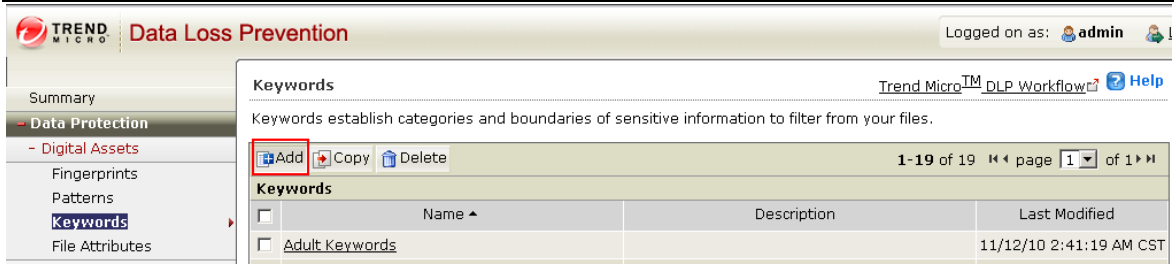 TREND MICRO Data Loss Prevention Logged on as: admin
Summary
- Data Protection
- Digital Assets
Fingerprints
Patterns
Keywords
File Attributes
Keywords Trend Micro™ DLP Workflow Help
Keywords establish categories and boundaries of sensitive information to filter from your files.
Add Copy Delete 1-19 of 19 page 1 of 1
Keywords
Name Description Last Modified
Adult Keywords 11/12/10 2:41:19 AM CST